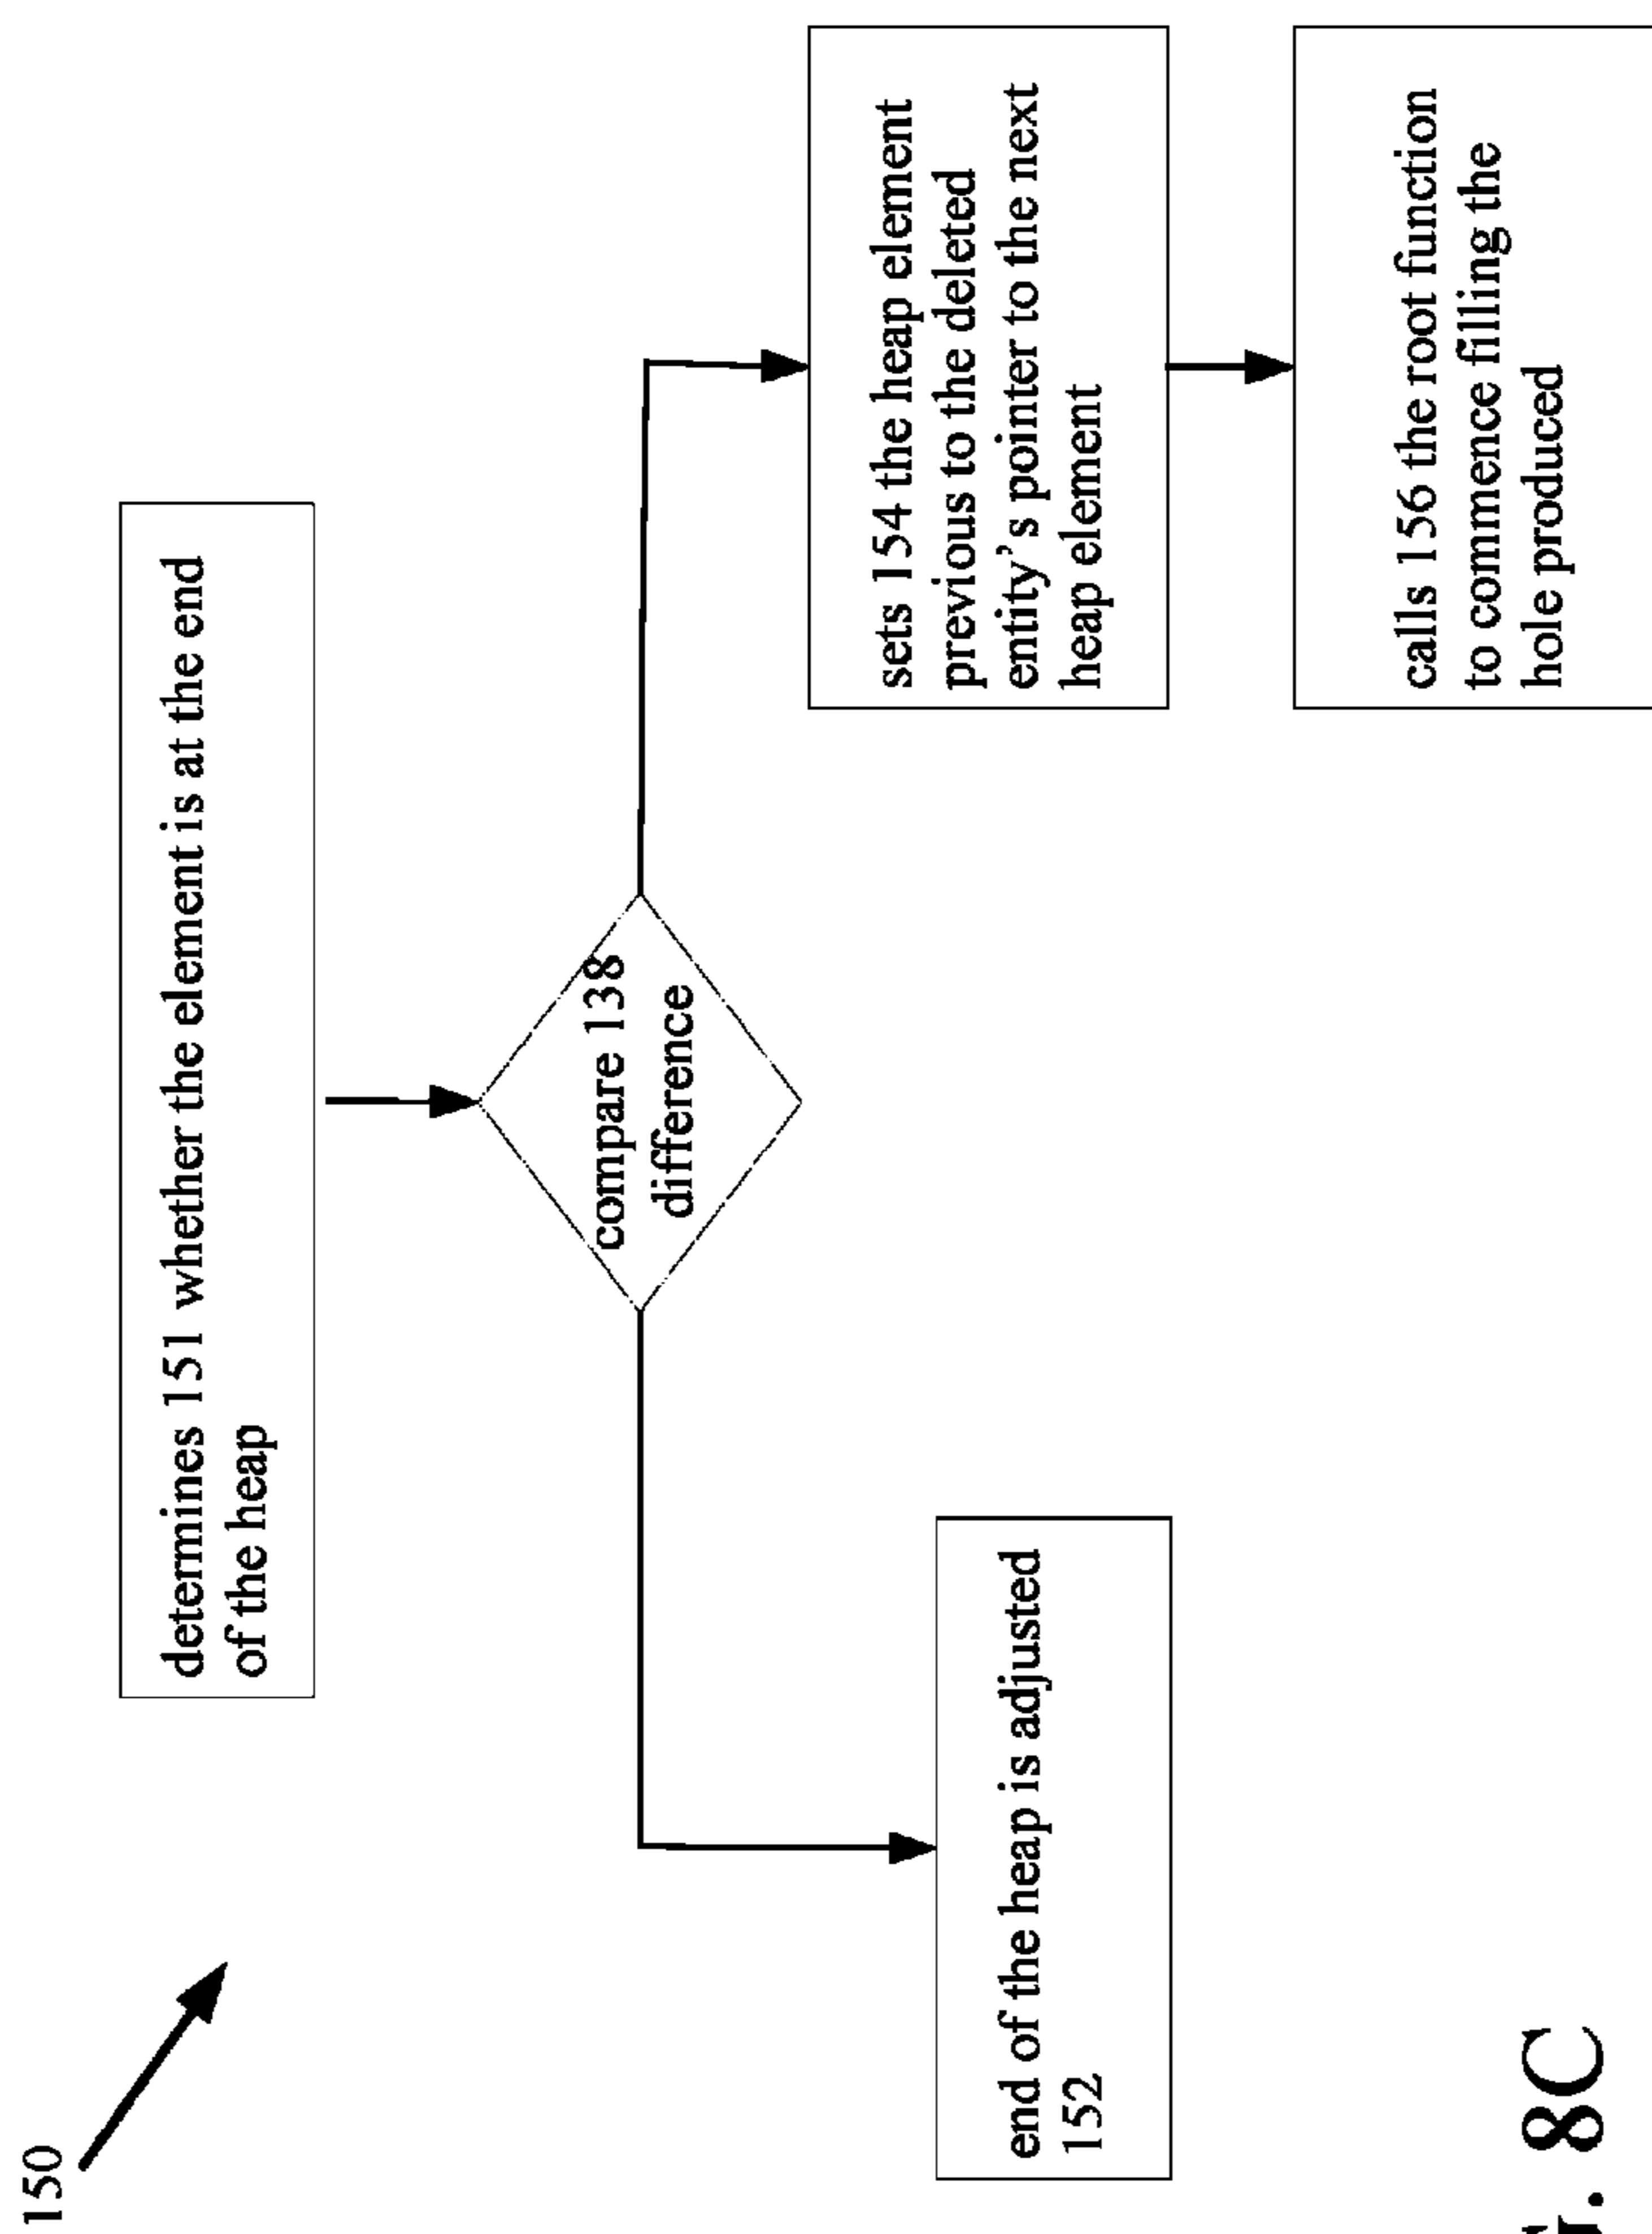 150
determines 151 whether the element is at the end
of the heap
compare 138
difference
end of the heap is adjusted
152
sets 154 the heap element
previous to the deleted
entity's pointer to the next
heap element
calls 156 the root function
to commence filling the
hole produced
G. 8C